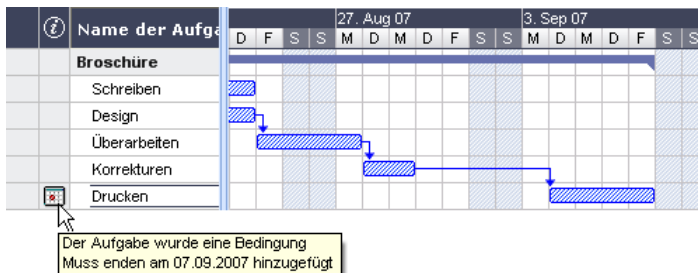 27. Aug 07 3. Sep 07
i Name der Aufga D F S S M D M D F S S M D M D F S S
Broschüre
Schreiben
Design
Überarbeiten
Korrekturen
Drucken
Der Aufgabe wurde eine Bedingung
Muss enden am 07.09.2007 hinzugefügt